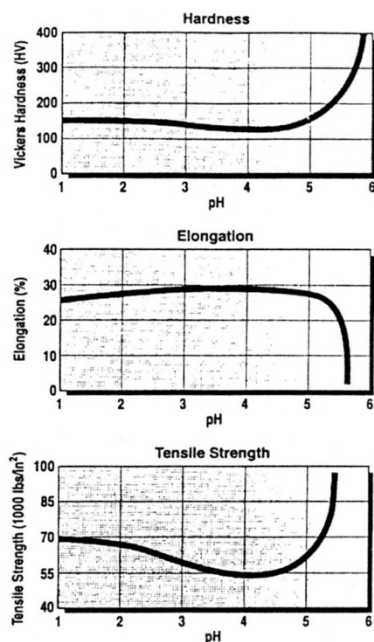 Hardness
Vickers Hardness (HV)
400
300
200
100
0
1 2 3 4 5 6
pH
Elongation
Elongation (%)
40
30
20
10
0
1 2 3 4 5 6
pH
Tensile Strength
Tensile Strength (1000 lbs/in²)
100
85
70
55
40
1 2 3 4 5 6
pH